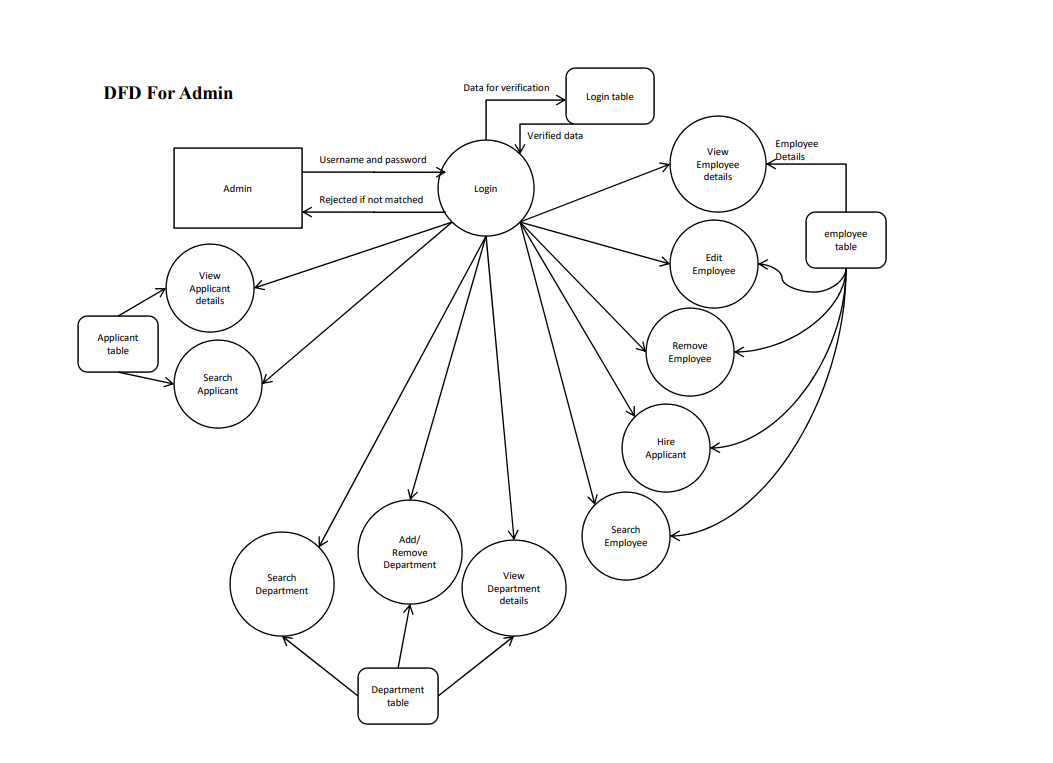 DFD For Admin
Data for verification
Login table
Verified data
Username and password
Admin
Login
Rejected if not matched
View
Employee
details
Employee
Details
employee
table
Edit
Employee
View
Applicant
details
Applicant
table
Search
Applicant
Remove
Employee
Hire
Applicant
Search
Employee
Search
Department
Add/
Remove
Department
View
Department
details
Department
table